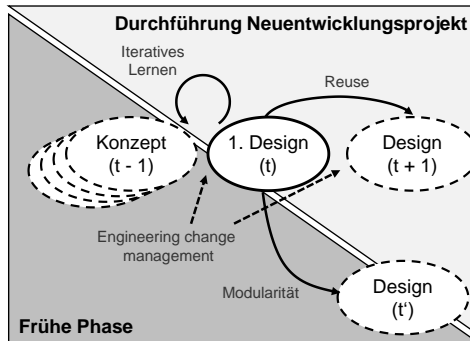 Durchführung Neuentwicklungsprojekt
Iteratives
Lernen
Reuse
Konzept
(t - 1)
1. Design
(t)
Design
(t + 1)
Engineering change
management
Modularität
Design
(t‘)
Frühe Phase